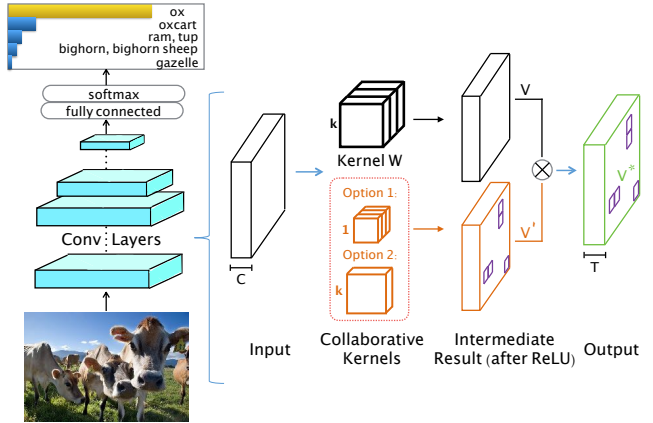 ox
oxcart
ram, tup
bighorn, bighorn sheep
gazelle
softmax
fully connected
Conv Layers
C
Input
k
Kernel W
Option 1:
1
Option 2:
k
Collaborative
Kernels
V
V'
Intermediate
Result (after ReLU)
V*
T
Output